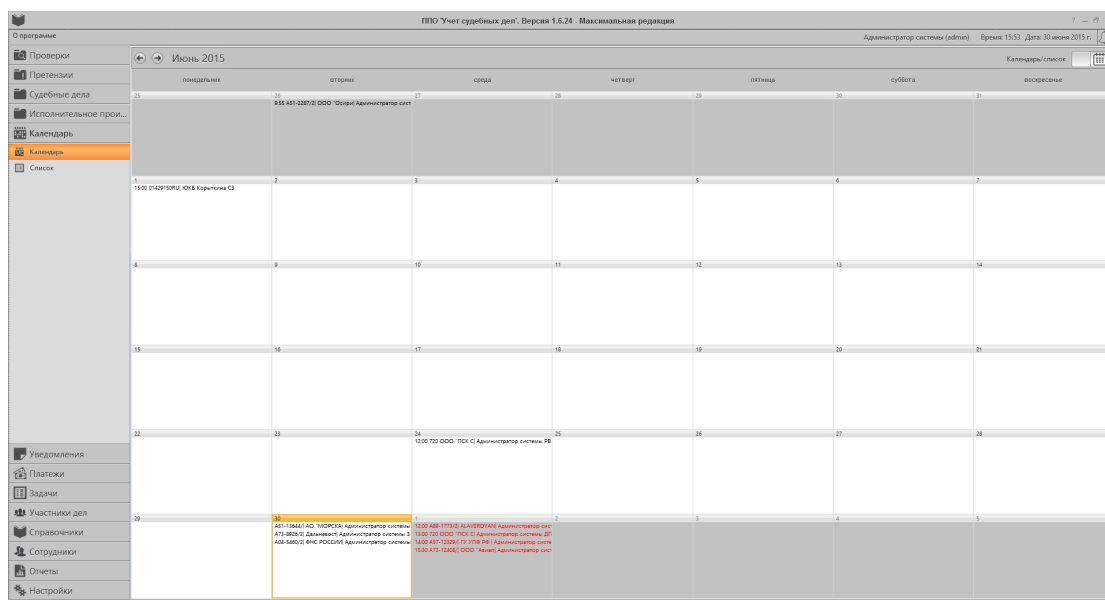 ППО 'Учет судебных дел'. Версия 1.6.24 - Максимальная редакция
? – 
О программе
Администратор системы (admin) Время: 15:53 Дата: 30 июня 2015 г.
Проверки
Претензии
Судебные дела
Исполнительное прои...
Календарь
Календарь
Список
Уведомления
Платежи
Задачи
Участники дел
Справочники
Сотрудники
Отчеты
Настройки
Июнь 2015
Календарь/список
понедельник вторник среда четверг пятница суббота воскресенье
25 26 27 28 29 30 31
9:55 А51-2287/2| ООО "Осири| Администратор сист
1 2 3 4 5 6 7
15:00 01429150RU| ЮКБ Корыткина СЗ
8 9 10 11 12 13 14
15 16 17 18 19 20 21
22 23 24 25 26 27 28
12:00 720 ООО "ПСК С| Администратор системы РВ
29 30 1 2 3 4 5
А51-13644/| АО "МОРСКА| Администратор системы
А73-8926/2| Дальневост| Администратор системы 3
А04-5460/2| ФНС РОССИИ| Администратор системы
12:00 А69-1773/2| ALAVERDYAN| Администратор сис
13:00 720 ООО "ПСК С| Администратор системы ДГ
14:00 А57-12329/| ГУ УПФ РФ | Администратор систе
15:30 А73-12408/| ООО "Авиап| Администратор сист